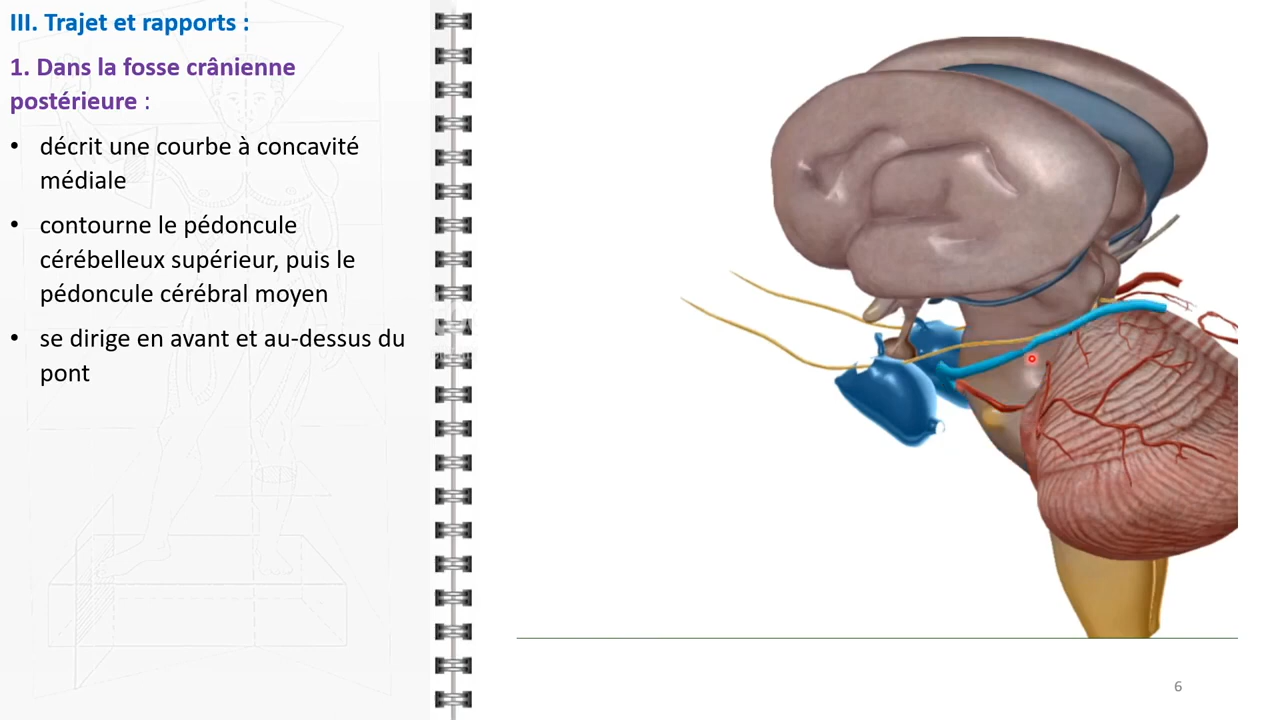 III. Trajet et rapports :
1. Dans la fosse crânienne
postérieure :
• décrit une courbe à concavité
médiale
• contourne le pédoncule
cérébelleux supérieur, puis le
pédoncule cérébral moyen
• se dirige en avant et au-dessus du
pont
6